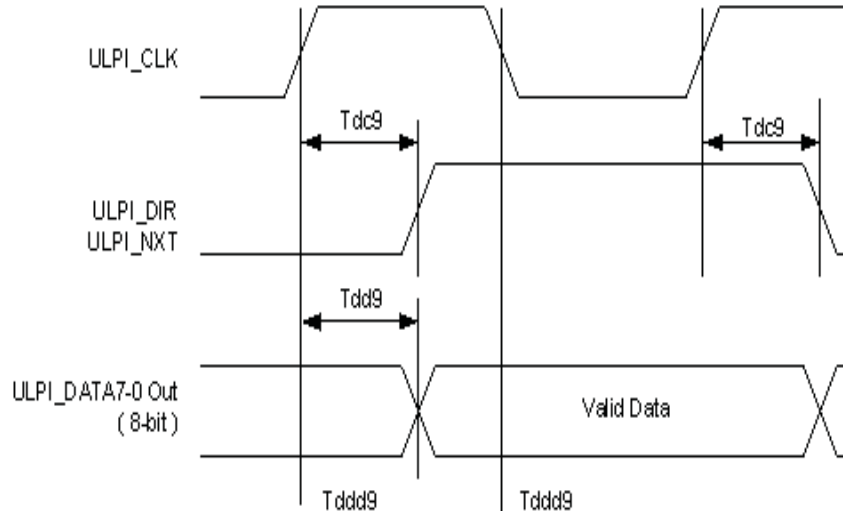 ULPI_CLK
Tdc9
Tdc9
ULPI_DIR
ULPI_NXT
Tdd9
ULPI_DATA7-0 Out
( 8-bit )
Valid Data
Tddd9
Tddd9